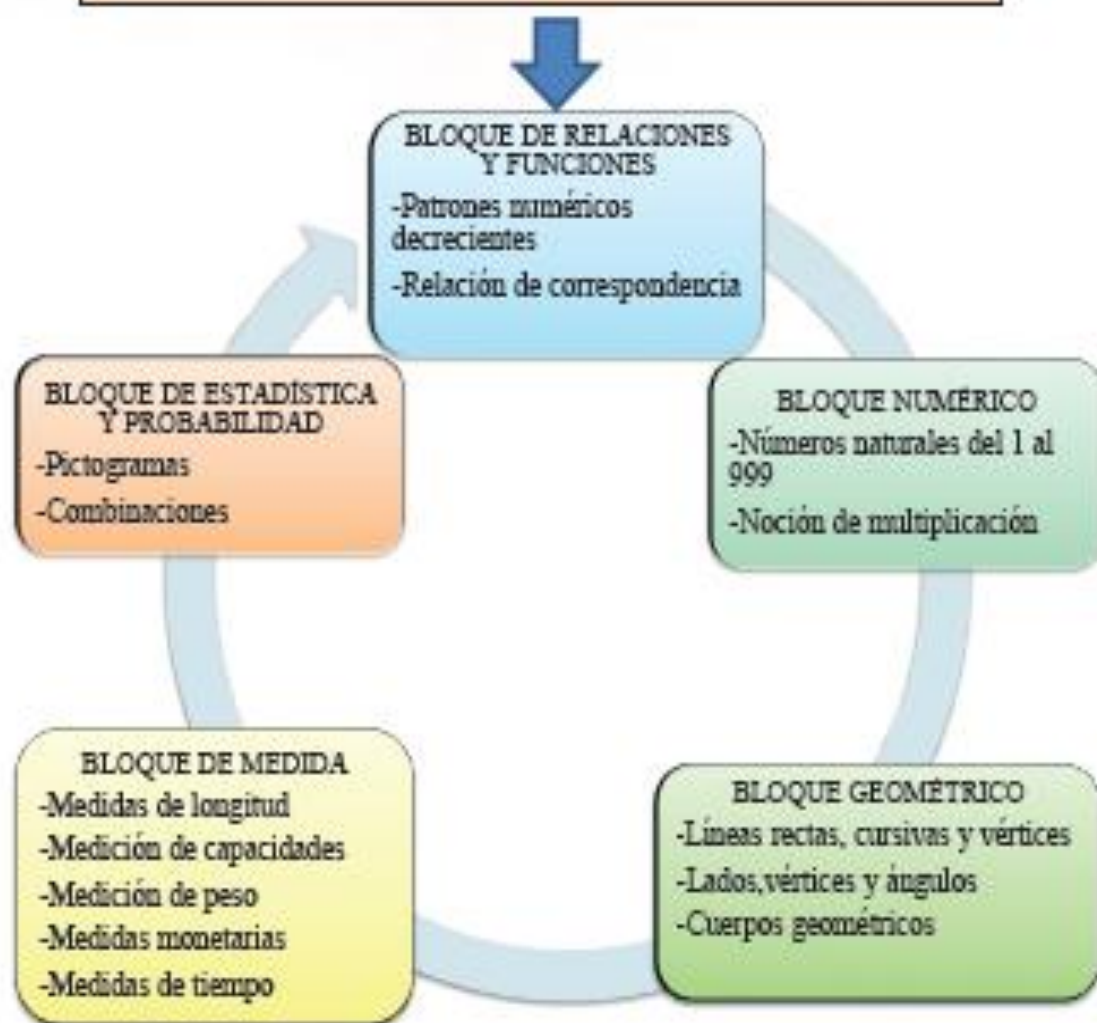 BLOQUE DE RELACIONES
Y FUNCIONES
-Patrones numéricos
decrecientes
-Relación de correspondencia
BLOQUE NUMÉRICO
-Números naturales del 1 al
999
-Noción de multiplicación
BLOQUE GEOMÉTRICO
-Líneas rectas, cursivas y vértices
-Lados,vértices y ángulos
-Cuerpos geométricos
BLOQUE DE MEDIDA
-Medidas de longitud
-Medición de capacidades
-Medición de peso
-Medidas monetarias
-Medidas de tiempo
BLOQUE DE ESTADÍSTICA
Y PROBABILIDAD
-Pictogramas
-Combinaciones